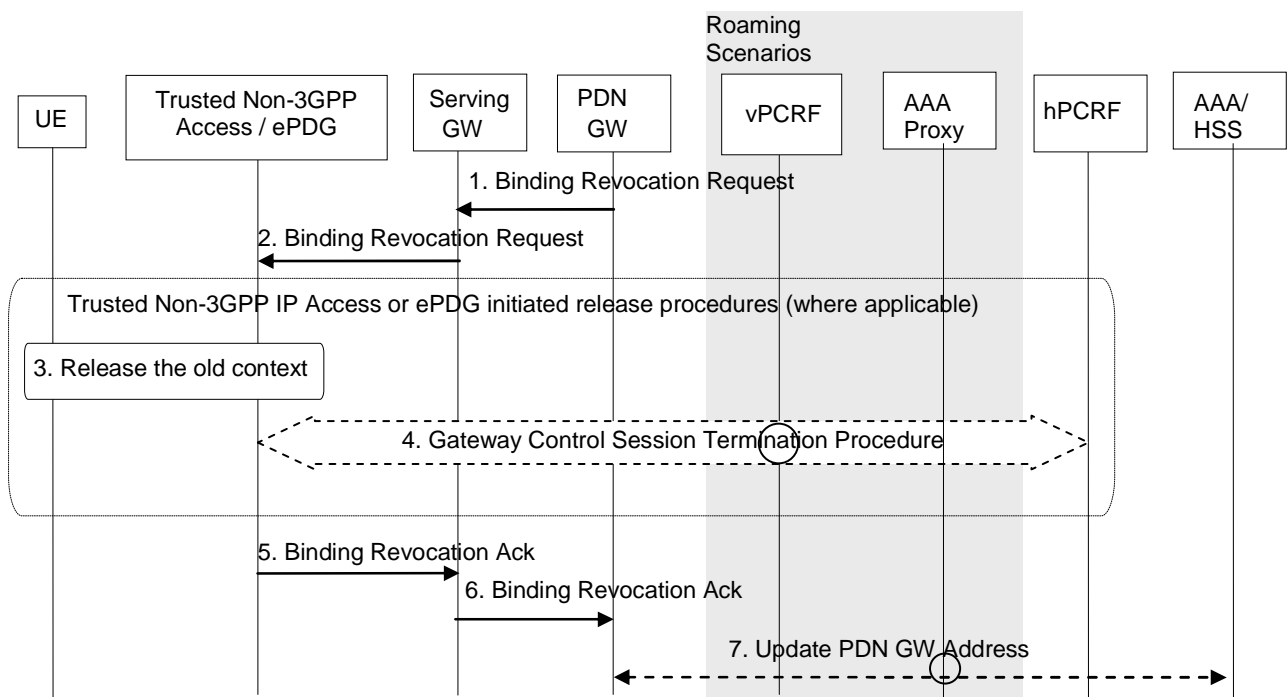 Roaming
Scenarios
UE
Trusted Non-3GPP
Access / ePDG
Serving
GW
PDN
GW
vPCRF
AAA
Proxy
hPCRF
AAA/
HSS
1. Binding Revocation Request
2. Binding Revocation Request
Trusted Non-3GPP IP Access or ePDG initiated release procedures (where applicable)
3. Release the old context
4. Gateway Control Session Termination Procedure
5. Binding Revocation Ack
6. Binding Revocation Ack
7. Update PDN GW Address